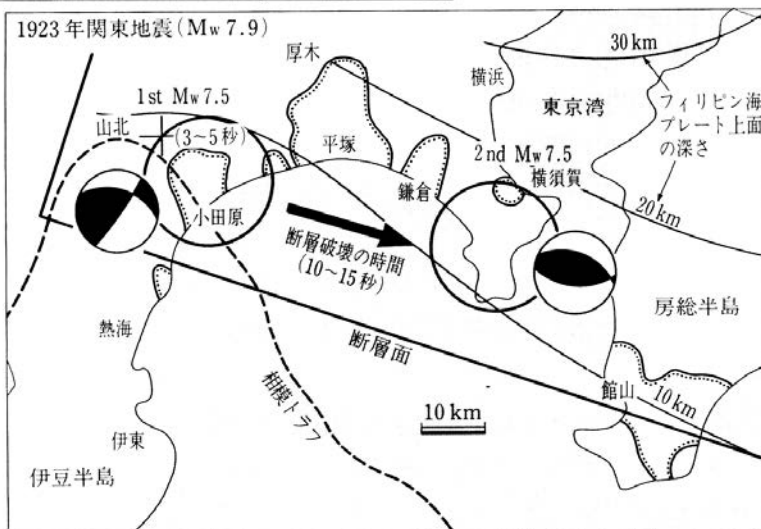 1923年関東地震(Mw 7.9)
30 km
厚木
横浜
1st Mw 7.5
東京湾
フィリピン海
プレート上面
の深さ
山北
(3~5秒)
平塚
2nd Mw 7.5
横須賀
鎌倉
小田原
20 km
断層破壊の時間
(10~15秒)
房総半島
熱海
断層面
館山
10 km
相模トラフ
10 km
伊東
伊豆半島